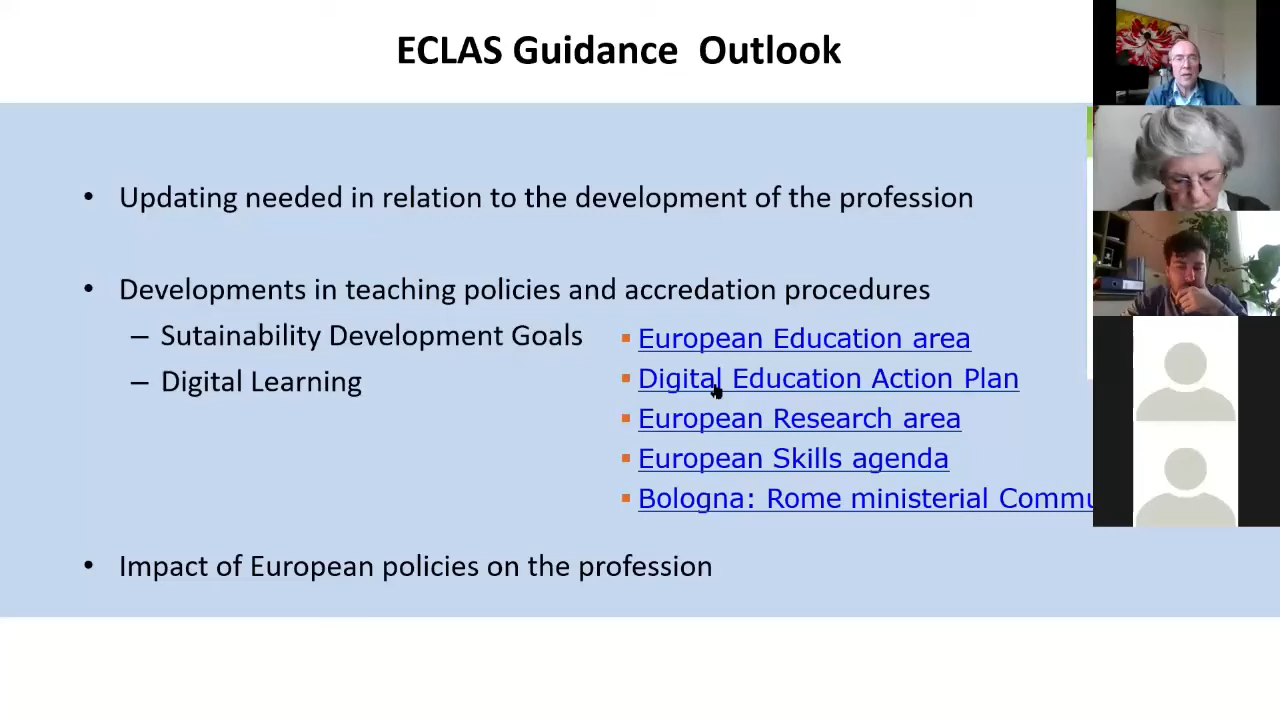 ECLAS Guidance Outlook
• Updating needed in relation to the development of the profession
• Developments in teaching policies and accredation procedures
– Sutainability Development Goals
– Digital Learning
▪ European Education area
▪ Digital Education Action Plan
▪ European Research area
▪ European Skills agenda
▪ Bologna: Rome ministerial Commu
• Impact of European policies on the profession